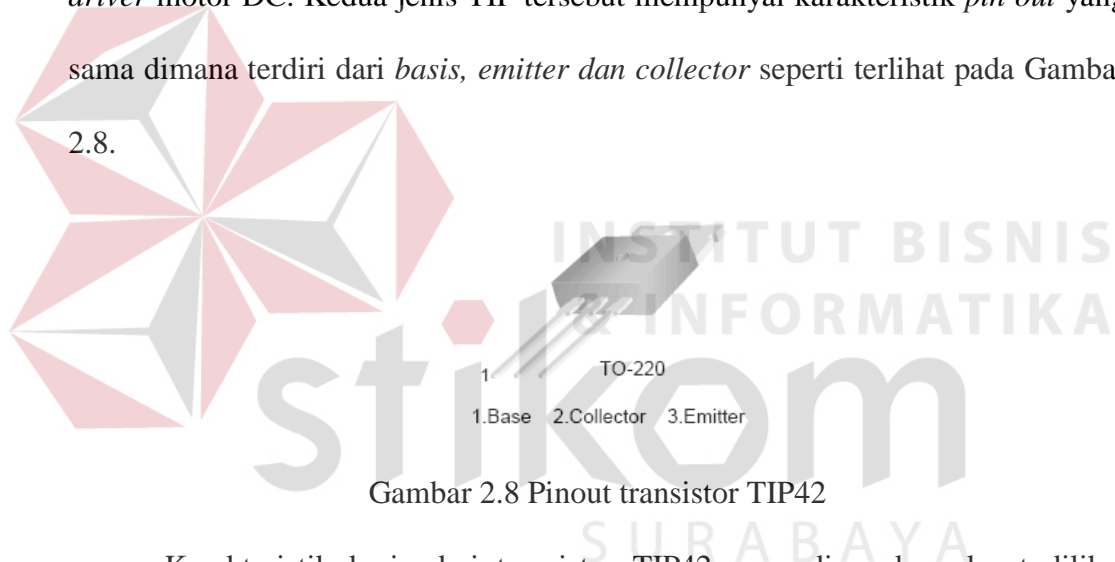 driver motor DC. Kedua jenis TIP tersebut mempunyai karakteristik pin out yang
sama dimana terdiri dari basis, emitter dan collector seperti terlihat pada Gambar
2.8.
INSTITUT BISNIS
& INFORMATIKA
stikom
SURABAYA
1
TO-220
1.Base 2.Collector 3.Emitter
Gambar 2.8 Pinout transistor TIP42